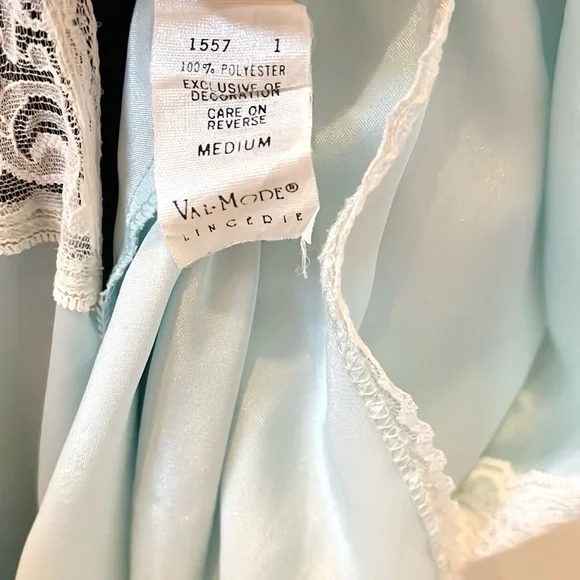 1557 1
100% POLYESTER
EXCLUSIVE OF
DECORATION
CARE ON
REVERSE
MEDIUM
VAL-MODE®
LINGERIE